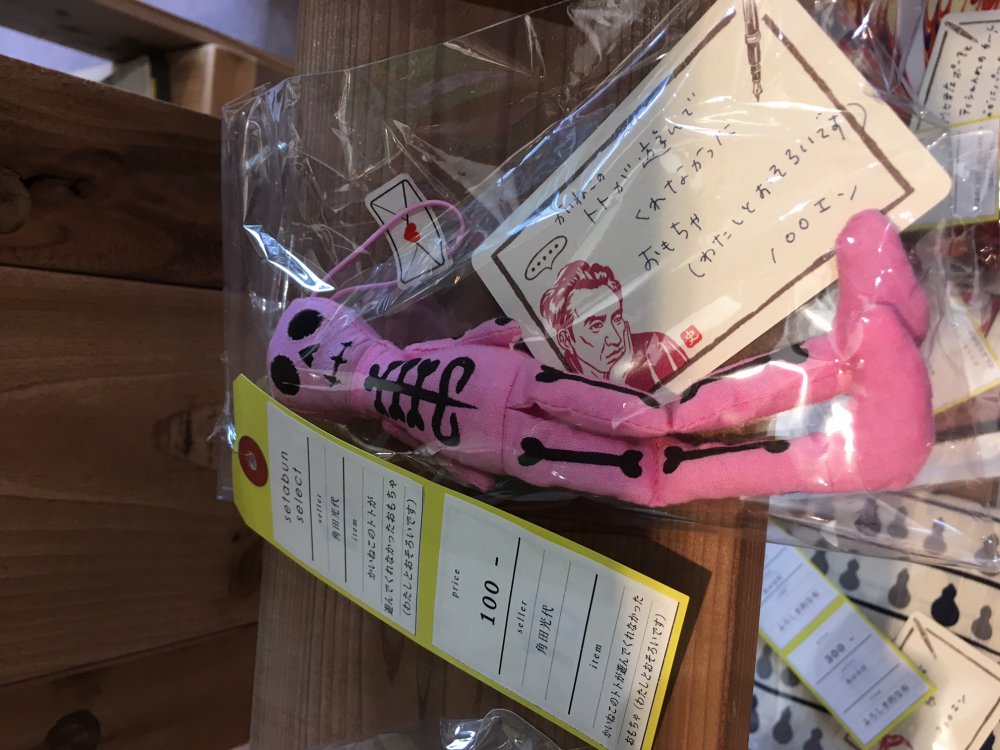 かいねこの
トトが遊んで
くれなかった
おもちゃ
(わたしとおそろいです)
100エン
史
setabun
select
seller
角田光代
item
かいねこのトトが
遊んでくれなかったおもちゃ
(わたしとおそろいです)
price
100 -
seller
角田光代
item
かいねこのトトが遊んでくれなかった
おもちゃ(わたしとおそろいです)
300 -